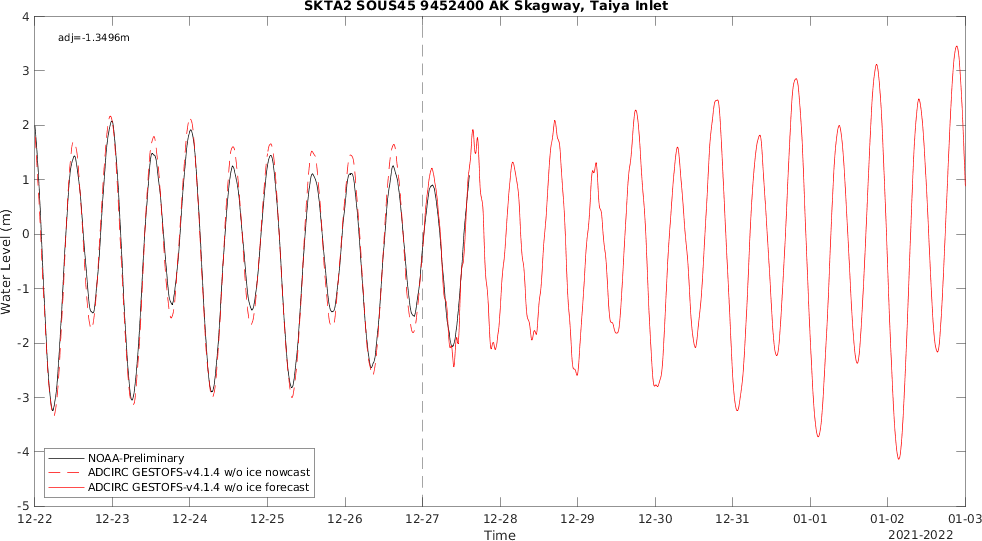 SKTA2 SOUS45 9452400 AK Skagway, Taiya Inlet
adj=-1.3496m
4
3
2
1
0
-1
-2
-3
-4
-5
Water Level (m)
NOAA-Preliminary
ADCIRC GESTOFS-v4.1.4 w/o ice nowcast
ADCIRC GESTOFS-v4.1.4 w/o ice forecast
12-22 12-23 12-24 12-25 12-26 12-27 12-28 12-29 12-30 12-31 01-01 01-02 01-03
Time
2021-2022